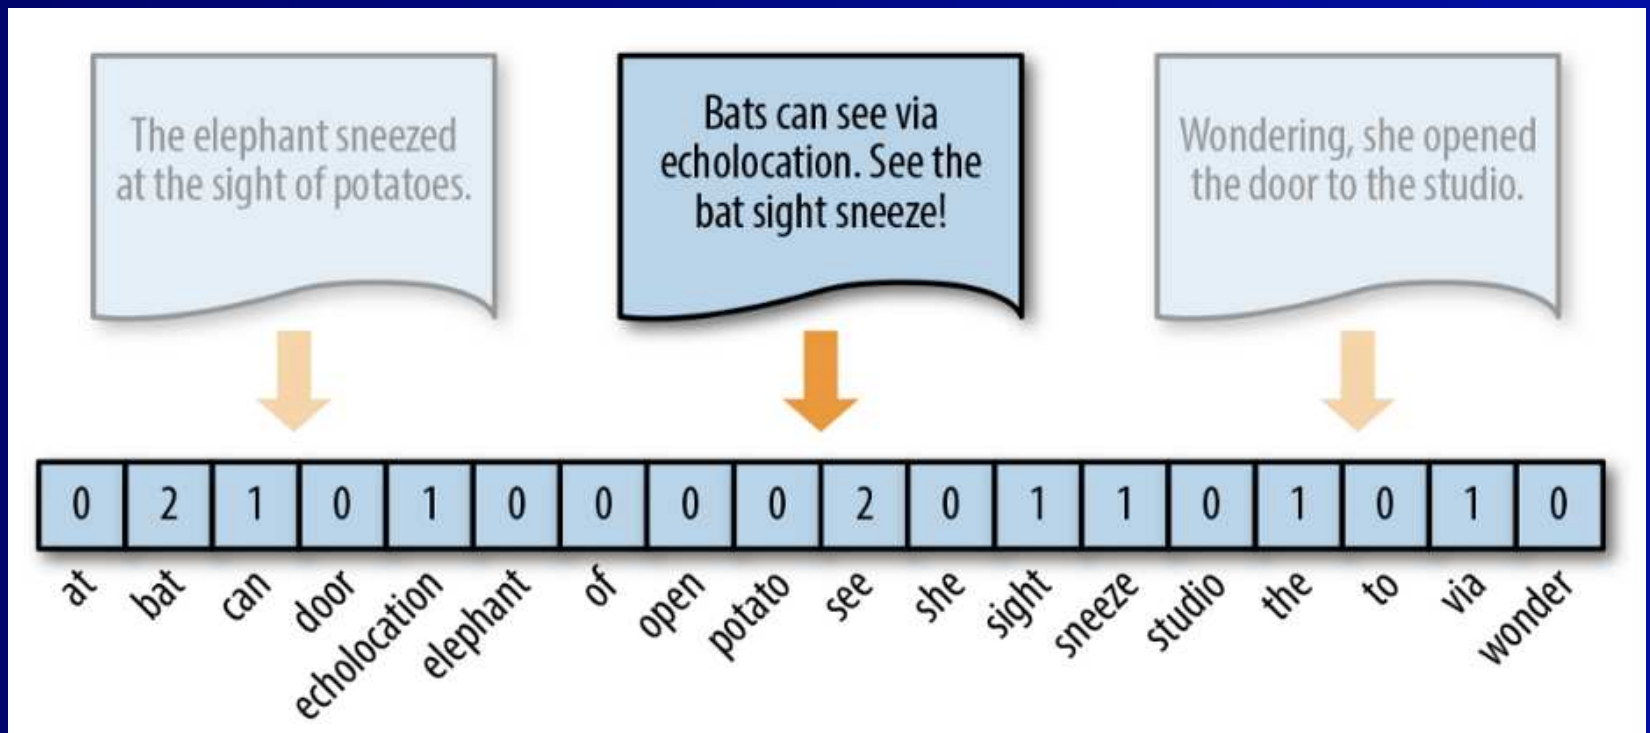 The elephant sneezed
at the sight of potatoes.
Bats can see via
echolocation. See the
bat sight sneeze!
Wondering, she opened
the door to the studio.
0 2 1 0 1 0 0 0 0 2 0 1 1 0 1 0 1 0
at bat can door echolocation elephant of open potato see she sight sneeze studio the to via wonder